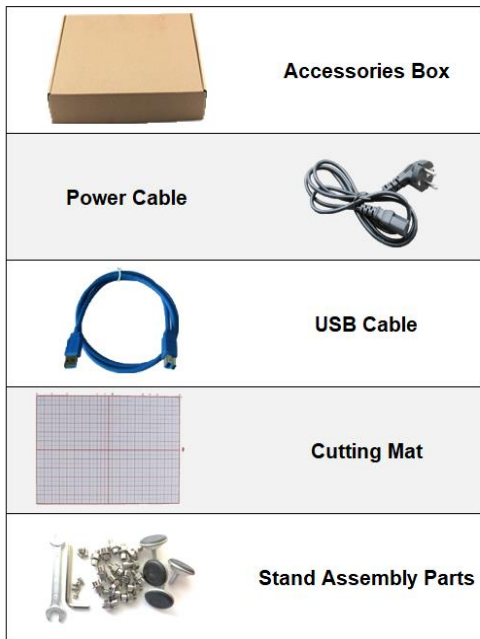 Accessories Box
Power Cable
USB Cable
Cutting Mat
Stand Assembly Parts